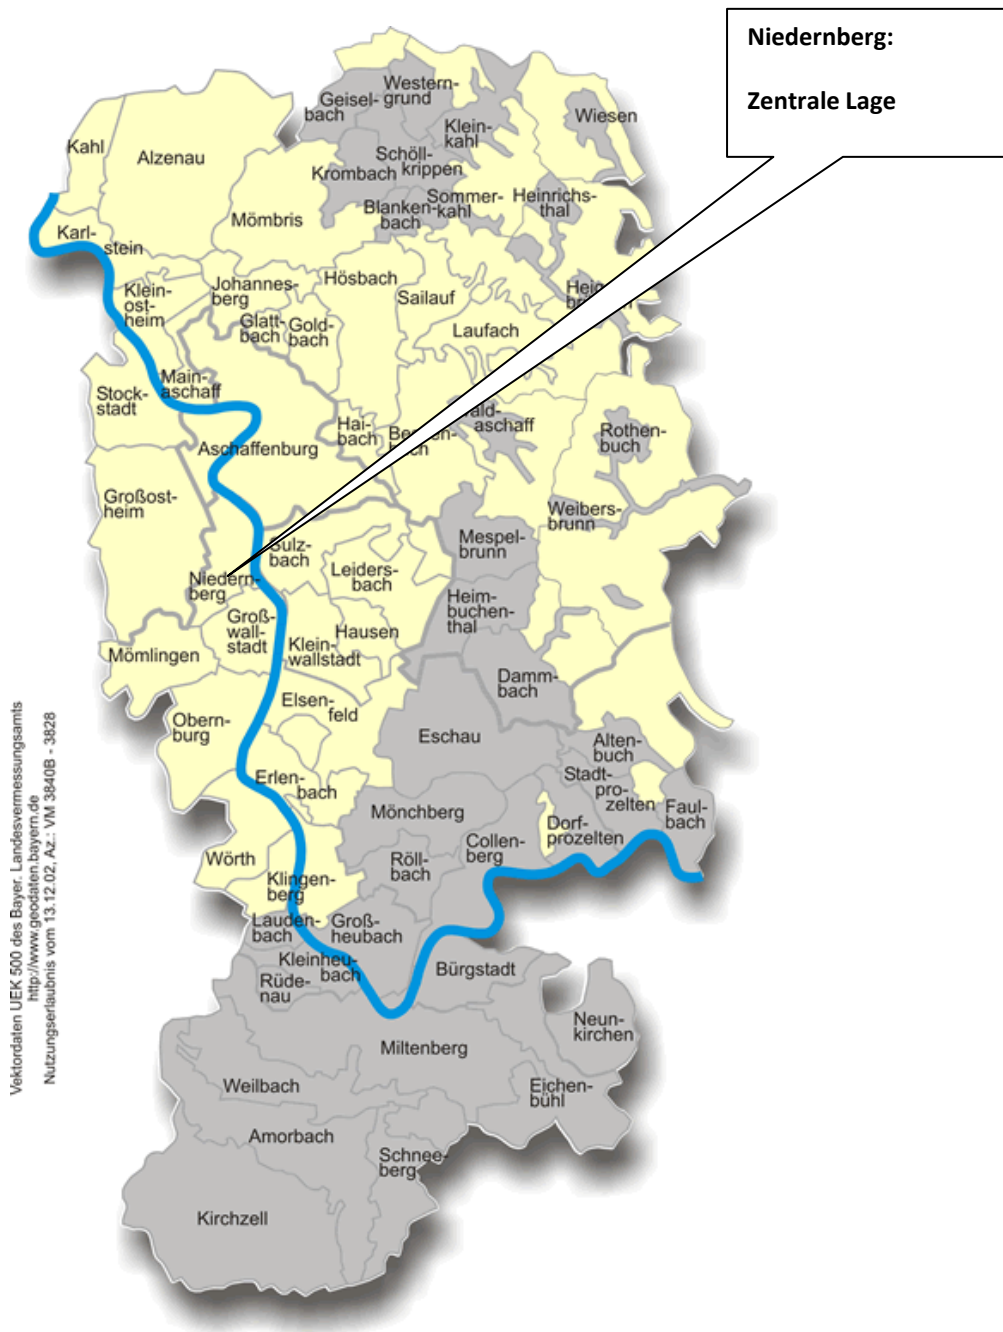 Niedernberg:
Zentrale Lage
Western-
grund
Geisel-
bach
Wiesen
Klein-
kahl
Kahl
Alzenau
Schöll-
krippen
Krombach
Sommer-
kahl
Heinrichs-
thal
Blanken-
bach
Mömbris
Karl-
stein
Hösbach
Johannes-
berg
Klein-
ost-
heim
Sailauf
Glatt-
bach
Gold-
bach
Laufach
Main-
aschaff
Stock-
stadt
Hai-
bach
aschaff
Rothen-
buch
Aschaffenburg
Großost-
heim
Weibers-
brunn
Mespel-
brunn
Sulz-
bach
Leiders-
bach
Niedern-
berg
Heim-
buchen-
thal
Groß-
wall-
stadt
Hausen
Klein-
wallstadt
Mömlingen
Damm-
bach
Elsen-
feld
Obern-
burg
Eschau
Alten-
buch
Stadt-
pro-
zelten
Erlen-
bach
Mönchberg
Faul-
bach
Dorf-
prozelten
Collen-
berg
Wörth
Röll-
bach
Klingen-
berg
Lauden-
bach
Groß-
heubach
Kleinheu-
bach
Rüde-
nau
Bürgstadt
Neun-
kirchen
Miltenberg
Weilbach
Eichen-
bühl
Amorbach
Schnee-
berg
Kirchzell
Vektordaten UEK 500 des Bayer. Landesvermessungsamts
http://www.geodaten.bayern.de
Nutzungserlaubnis vom 13.12.02, Az.: VM 3840B - 3828